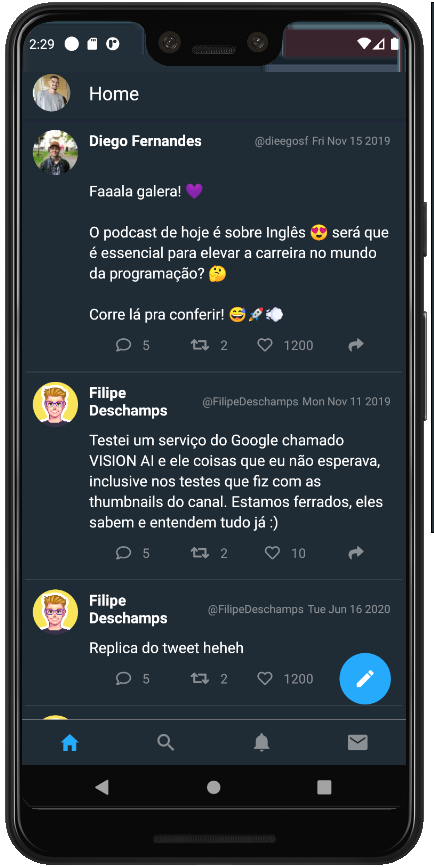 2:29
Home
Diego Fernandes @dieegosf Fri Nov 15 2019
Faaala galera! 💜
O podcast de hoje é sobre Inglês 😍 será que
é essencial para elevar a carreira no mundo
da programação? 🤔
Corre lá pra conferir! 😅🚀💨
5 2 1200
Filipe
Deschamps @FilipeDeschamps Mon Nov 11 2019
Testei um serviço do Google chamado
VISION AI e ele coisas que eu não esperava,
inclusive nos testes que fiz com as
thumbnails do canal. Estamos ferrados, eles
sabem e entendem tudo já :)
5 2 10
Filipe
Deschamps @FilipeDeschamps Tue Jun 16 2020
Replica do tweet heheh
5 2 1200